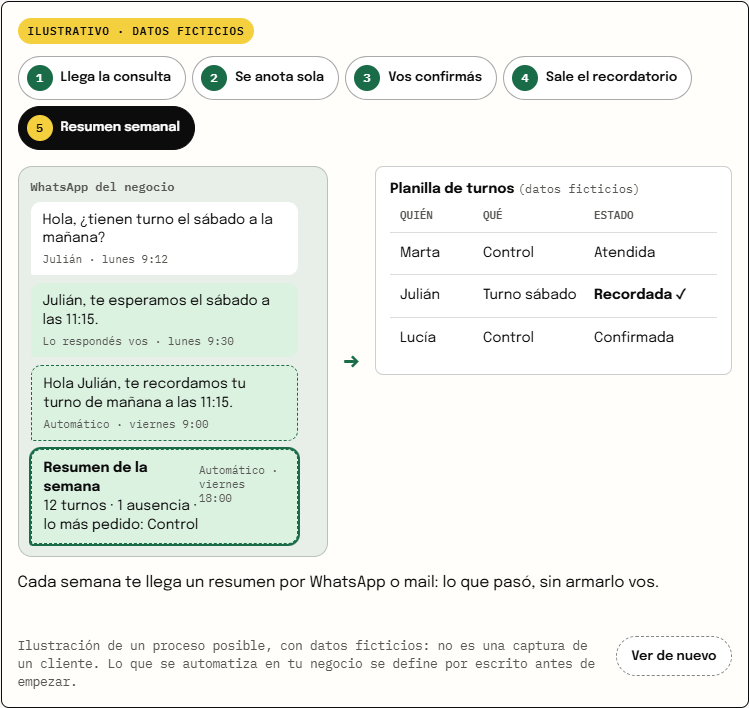 ILUSTRATIVO · DATOS FICTICIOS
1 Llega la consulta
2 Se anota sola
3 Vos confirmás
4 Sale el recordatorio
5 Resumen semanal
WhatsApp del negocio
Hola, ¿tienen turno el sábado a la
mañana?
Julián · lunes 9:12
Julián, te esperamos el sábado a
las 11:15.
Lo respondés vos · lunes 9:30
Hola Julián, te recordamos tu
turno de mañana a las 11:15.
Automático · viernes 9:00
Resumen de la
semana
12 turnos · 1 ausencia ·
lo más pedido: Control
Automático ·
viernes
18:00
→
Planilla de turnos (datos ficticios)
QUIÉN QUÉ ESTADO
Marta Control Atendida
Julián Turno sábado Recordada ✓
Lucía Control Confirmada
Cada semana te llega un resumen por WhatsApp o mail: lo que pasó, sin armarlo vos.
Ilustración de un proceso posible, con datos ficticios: no es una captura de
un cliente. Lo que se automatiza en tu negocio se define por escrito antes de
empezar.
Ver de nuevo